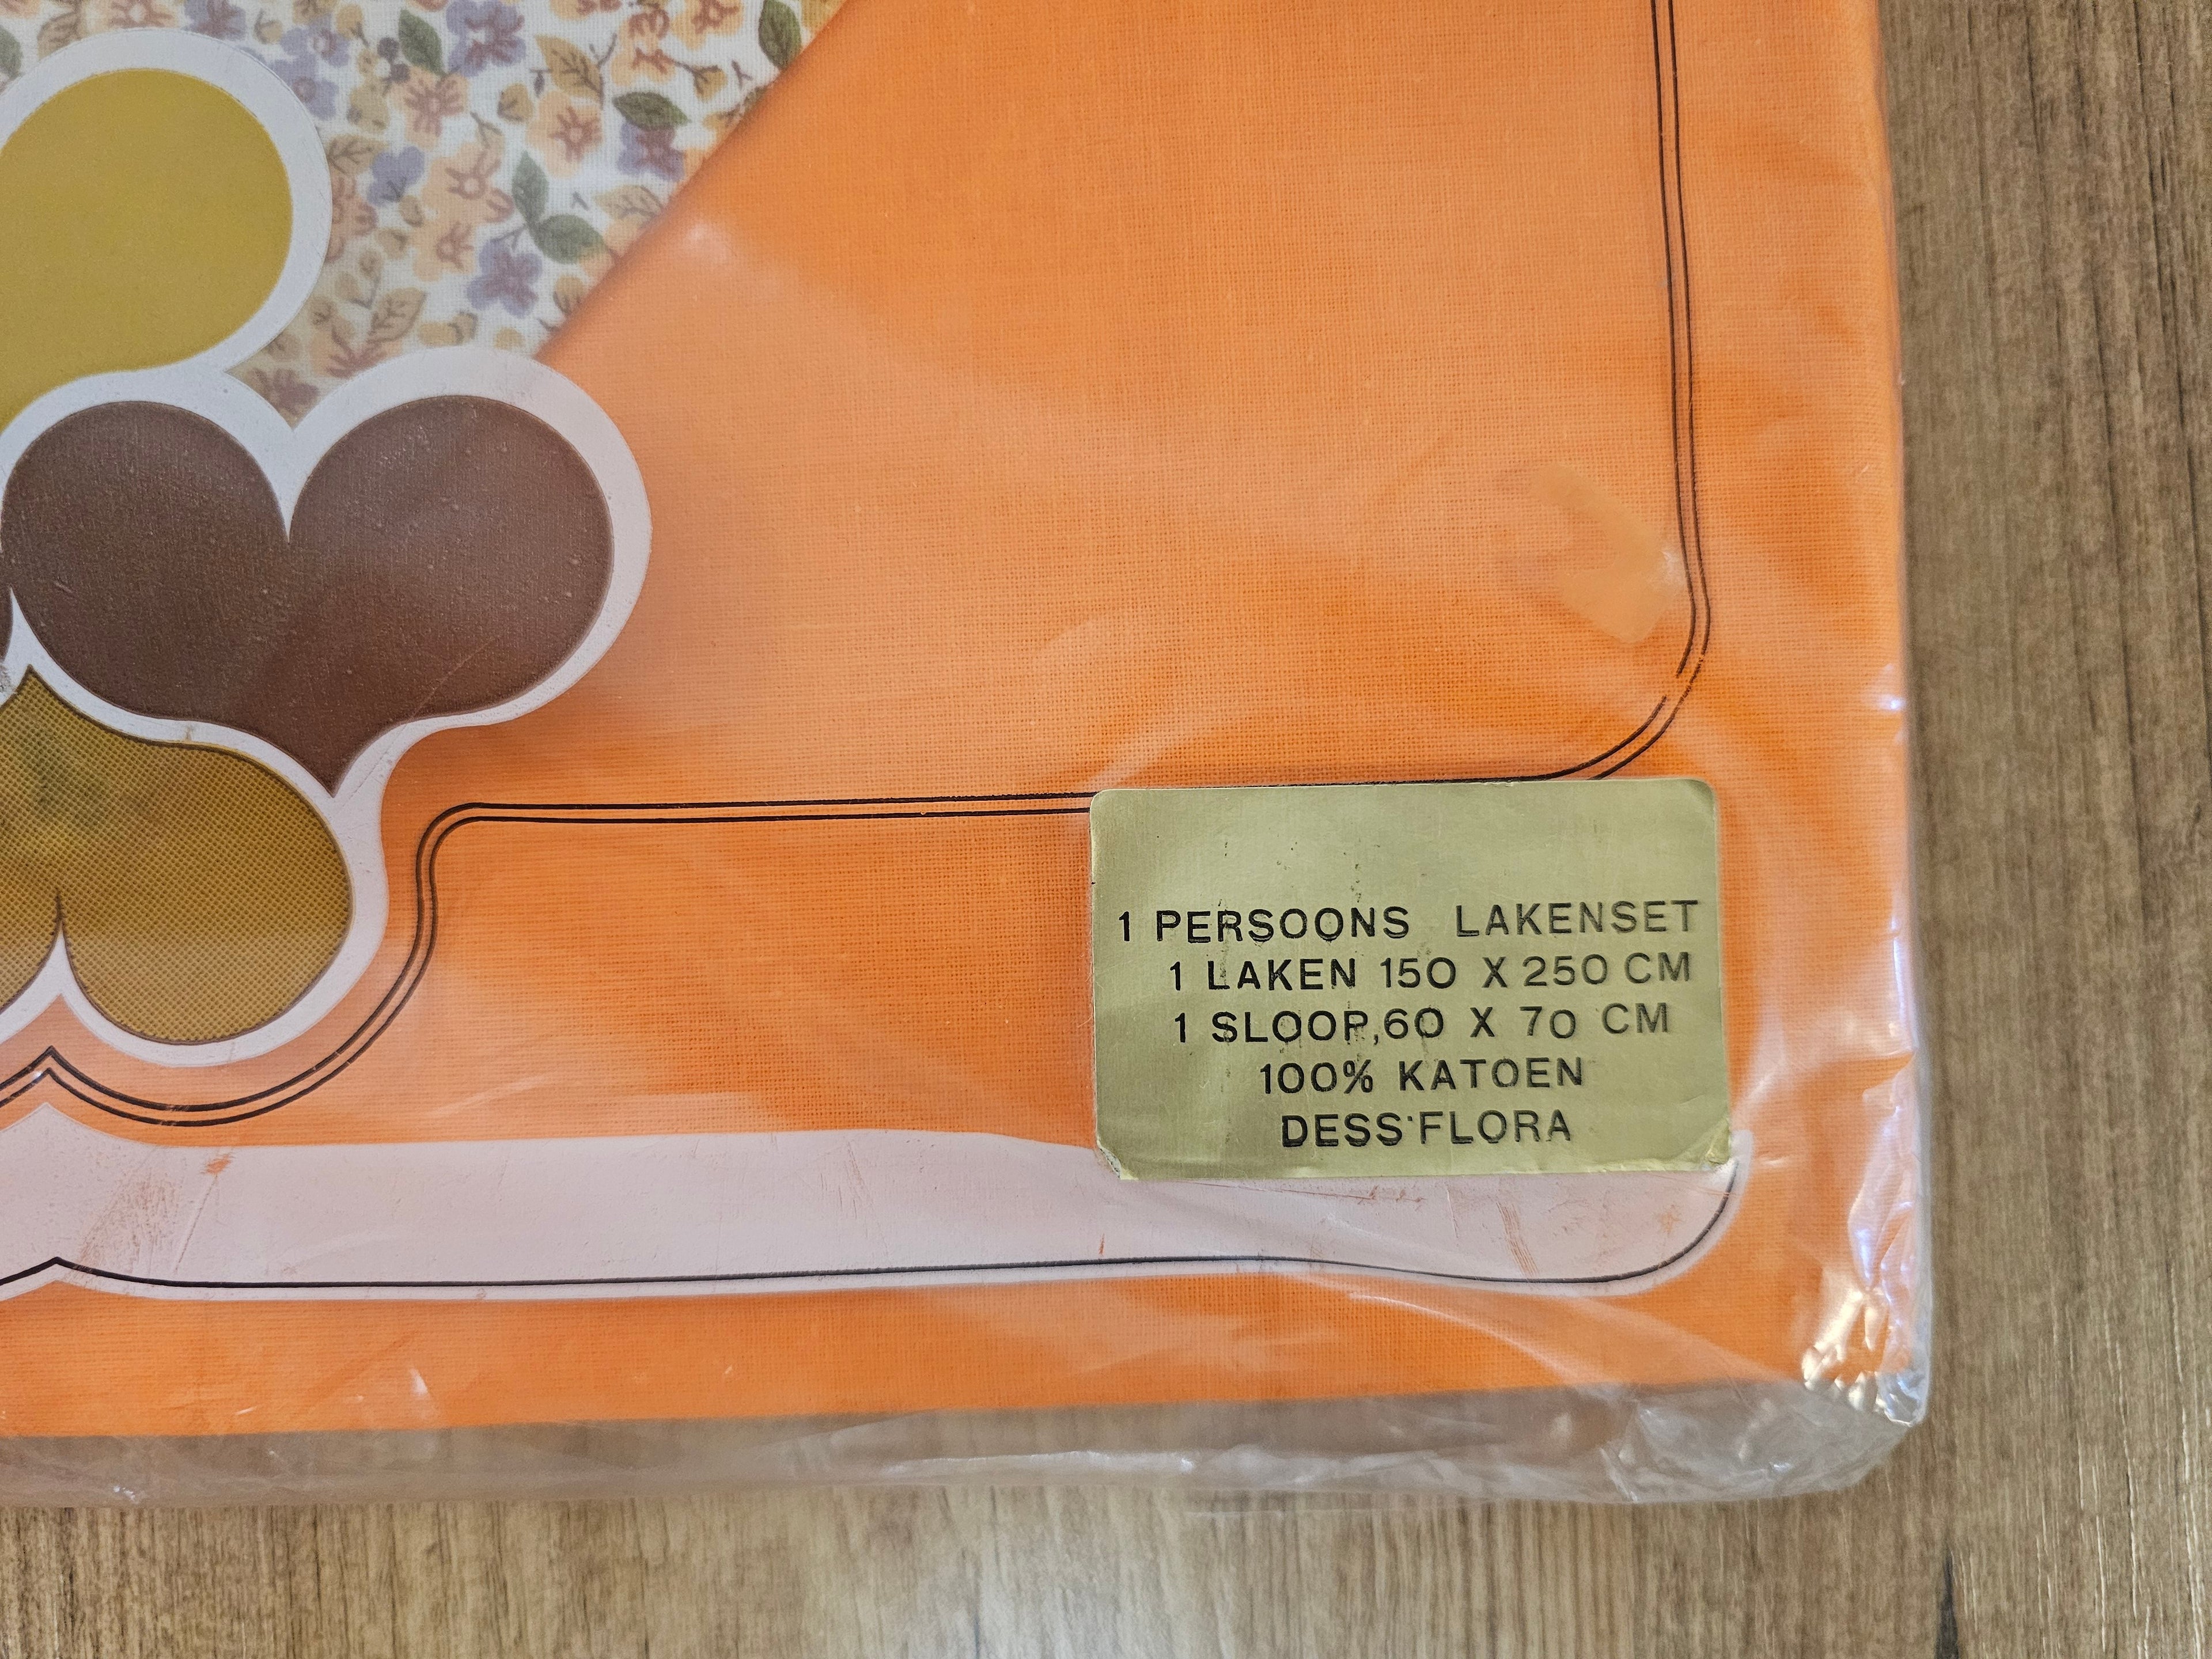 1 PERSOONS LAKENSET
1 LAKEN 150 X 250 CM
1 SLOOP,60 X 70 CM
100% KATOEN
DESS·FLORA